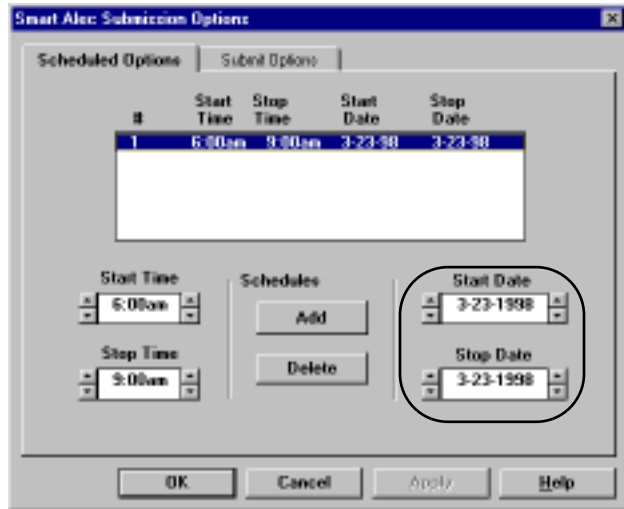 Smart Alec Submission Options
Scheduled Options Submit Options
# Start Time Stop Time Start Date Stop Date
1 6:00am 9:00am 3-23-98 3-23-98
Start Time Schedules Start Date
6:00am Add 3-23-1998
Stop Time Delete Stop Date
9:00am 3-23-1998
OK Cancel Apply Help